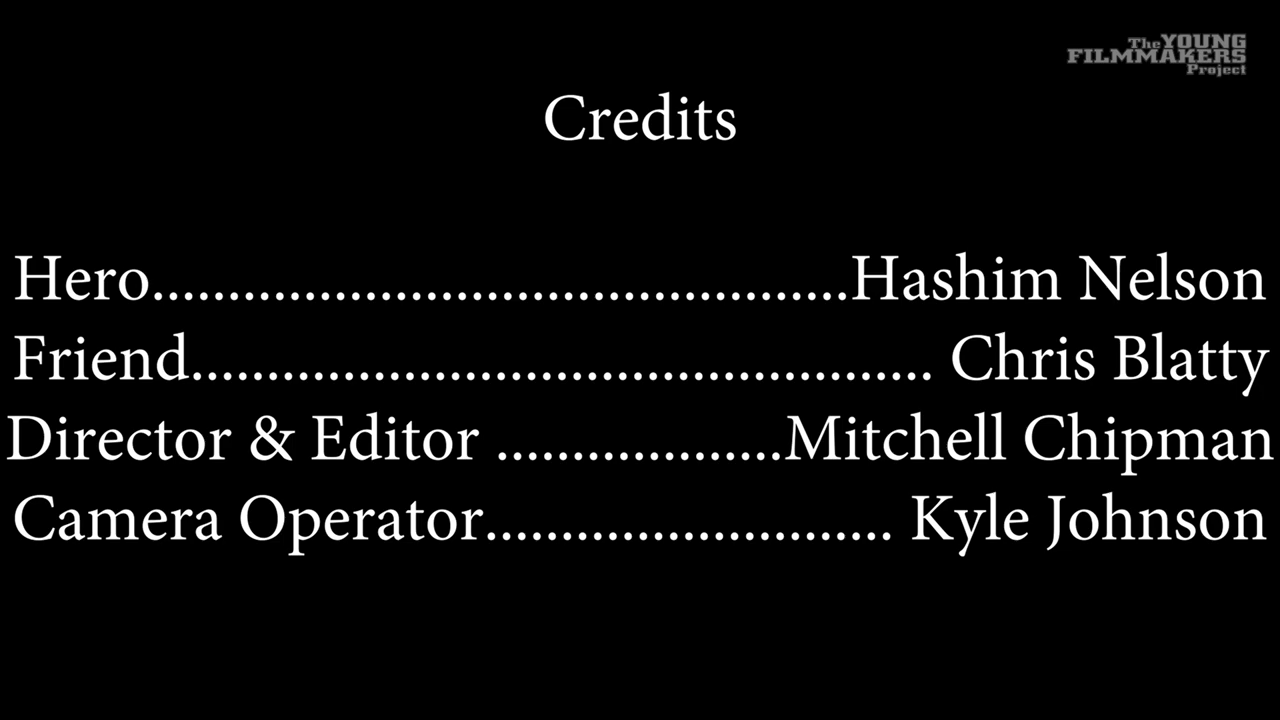 The YOUNG
FILMMAKERS
Project
Credits
Hero..............................................Hashim Nelson
Friend................................................. Chris Blatty
Director & Editor ...................Mitchell Chipman
Camera Operator........................... Kyle Johnson